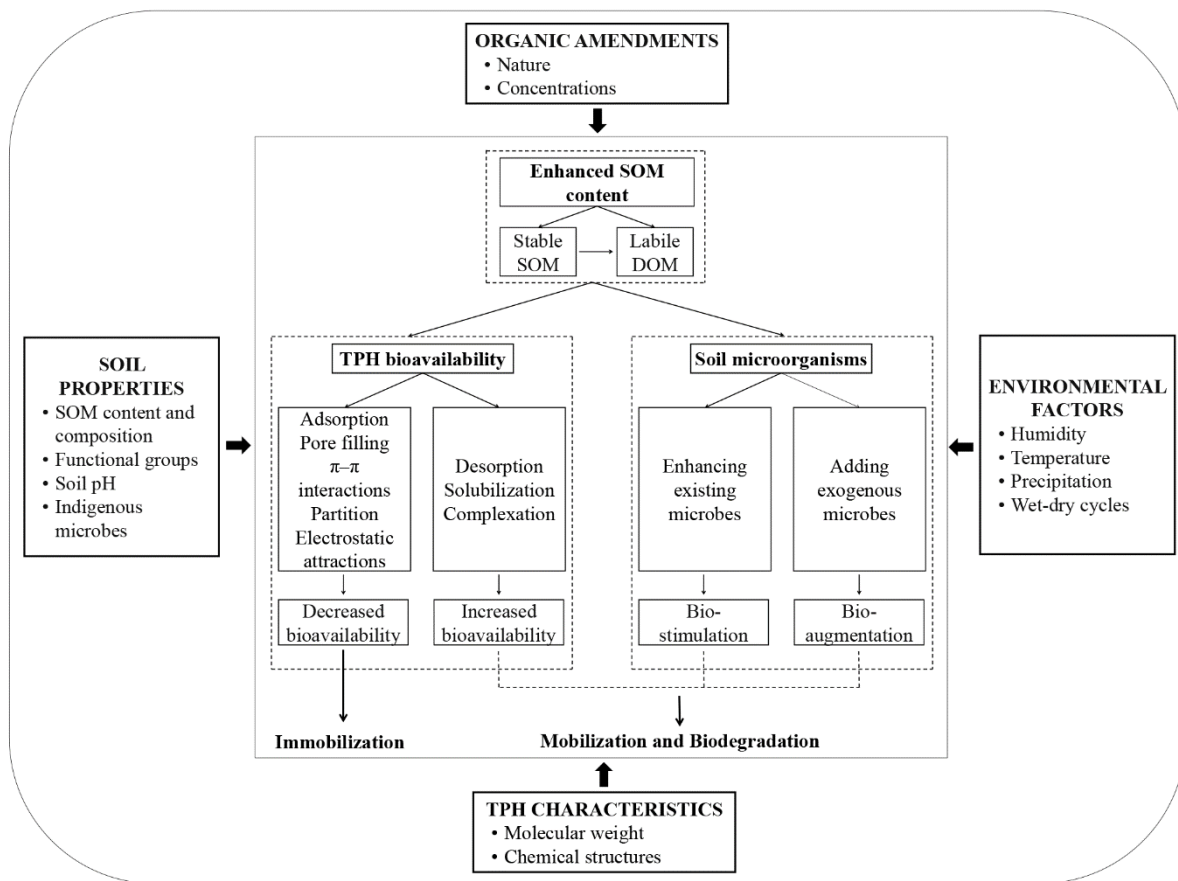 ORGANIC AMENDMENTS
• Nature
• Concentrations
Enhanced SOM
content
Stable
SOM
Labile
DOM
TPH bioavailability
Adsorption
Pore filling
π–π
interactions
Partition
Electrostatic
attractions
Desorption
Solubilization
Complexation
Decreased
bioavailability
Increased
bioavailability
Soil microorganisms
Enhancing
existing
microbes
Adding
exogenous
microbes
Bio-
stimulation
Bio-
augmentation
Immobilization
Mobilization and Biodegradation
SOIL
PROPERTIES
• SOM content and
composition
• Functional groups
• Soil pH
• Indigenous
microbes
ENVIRONMENTAL
FACTORS
• Humidity
• Temperature
• Precipitation
• Wet-dry cycles
TPH CHARACTERISTICS
• Molecular weight
• Chemical structures